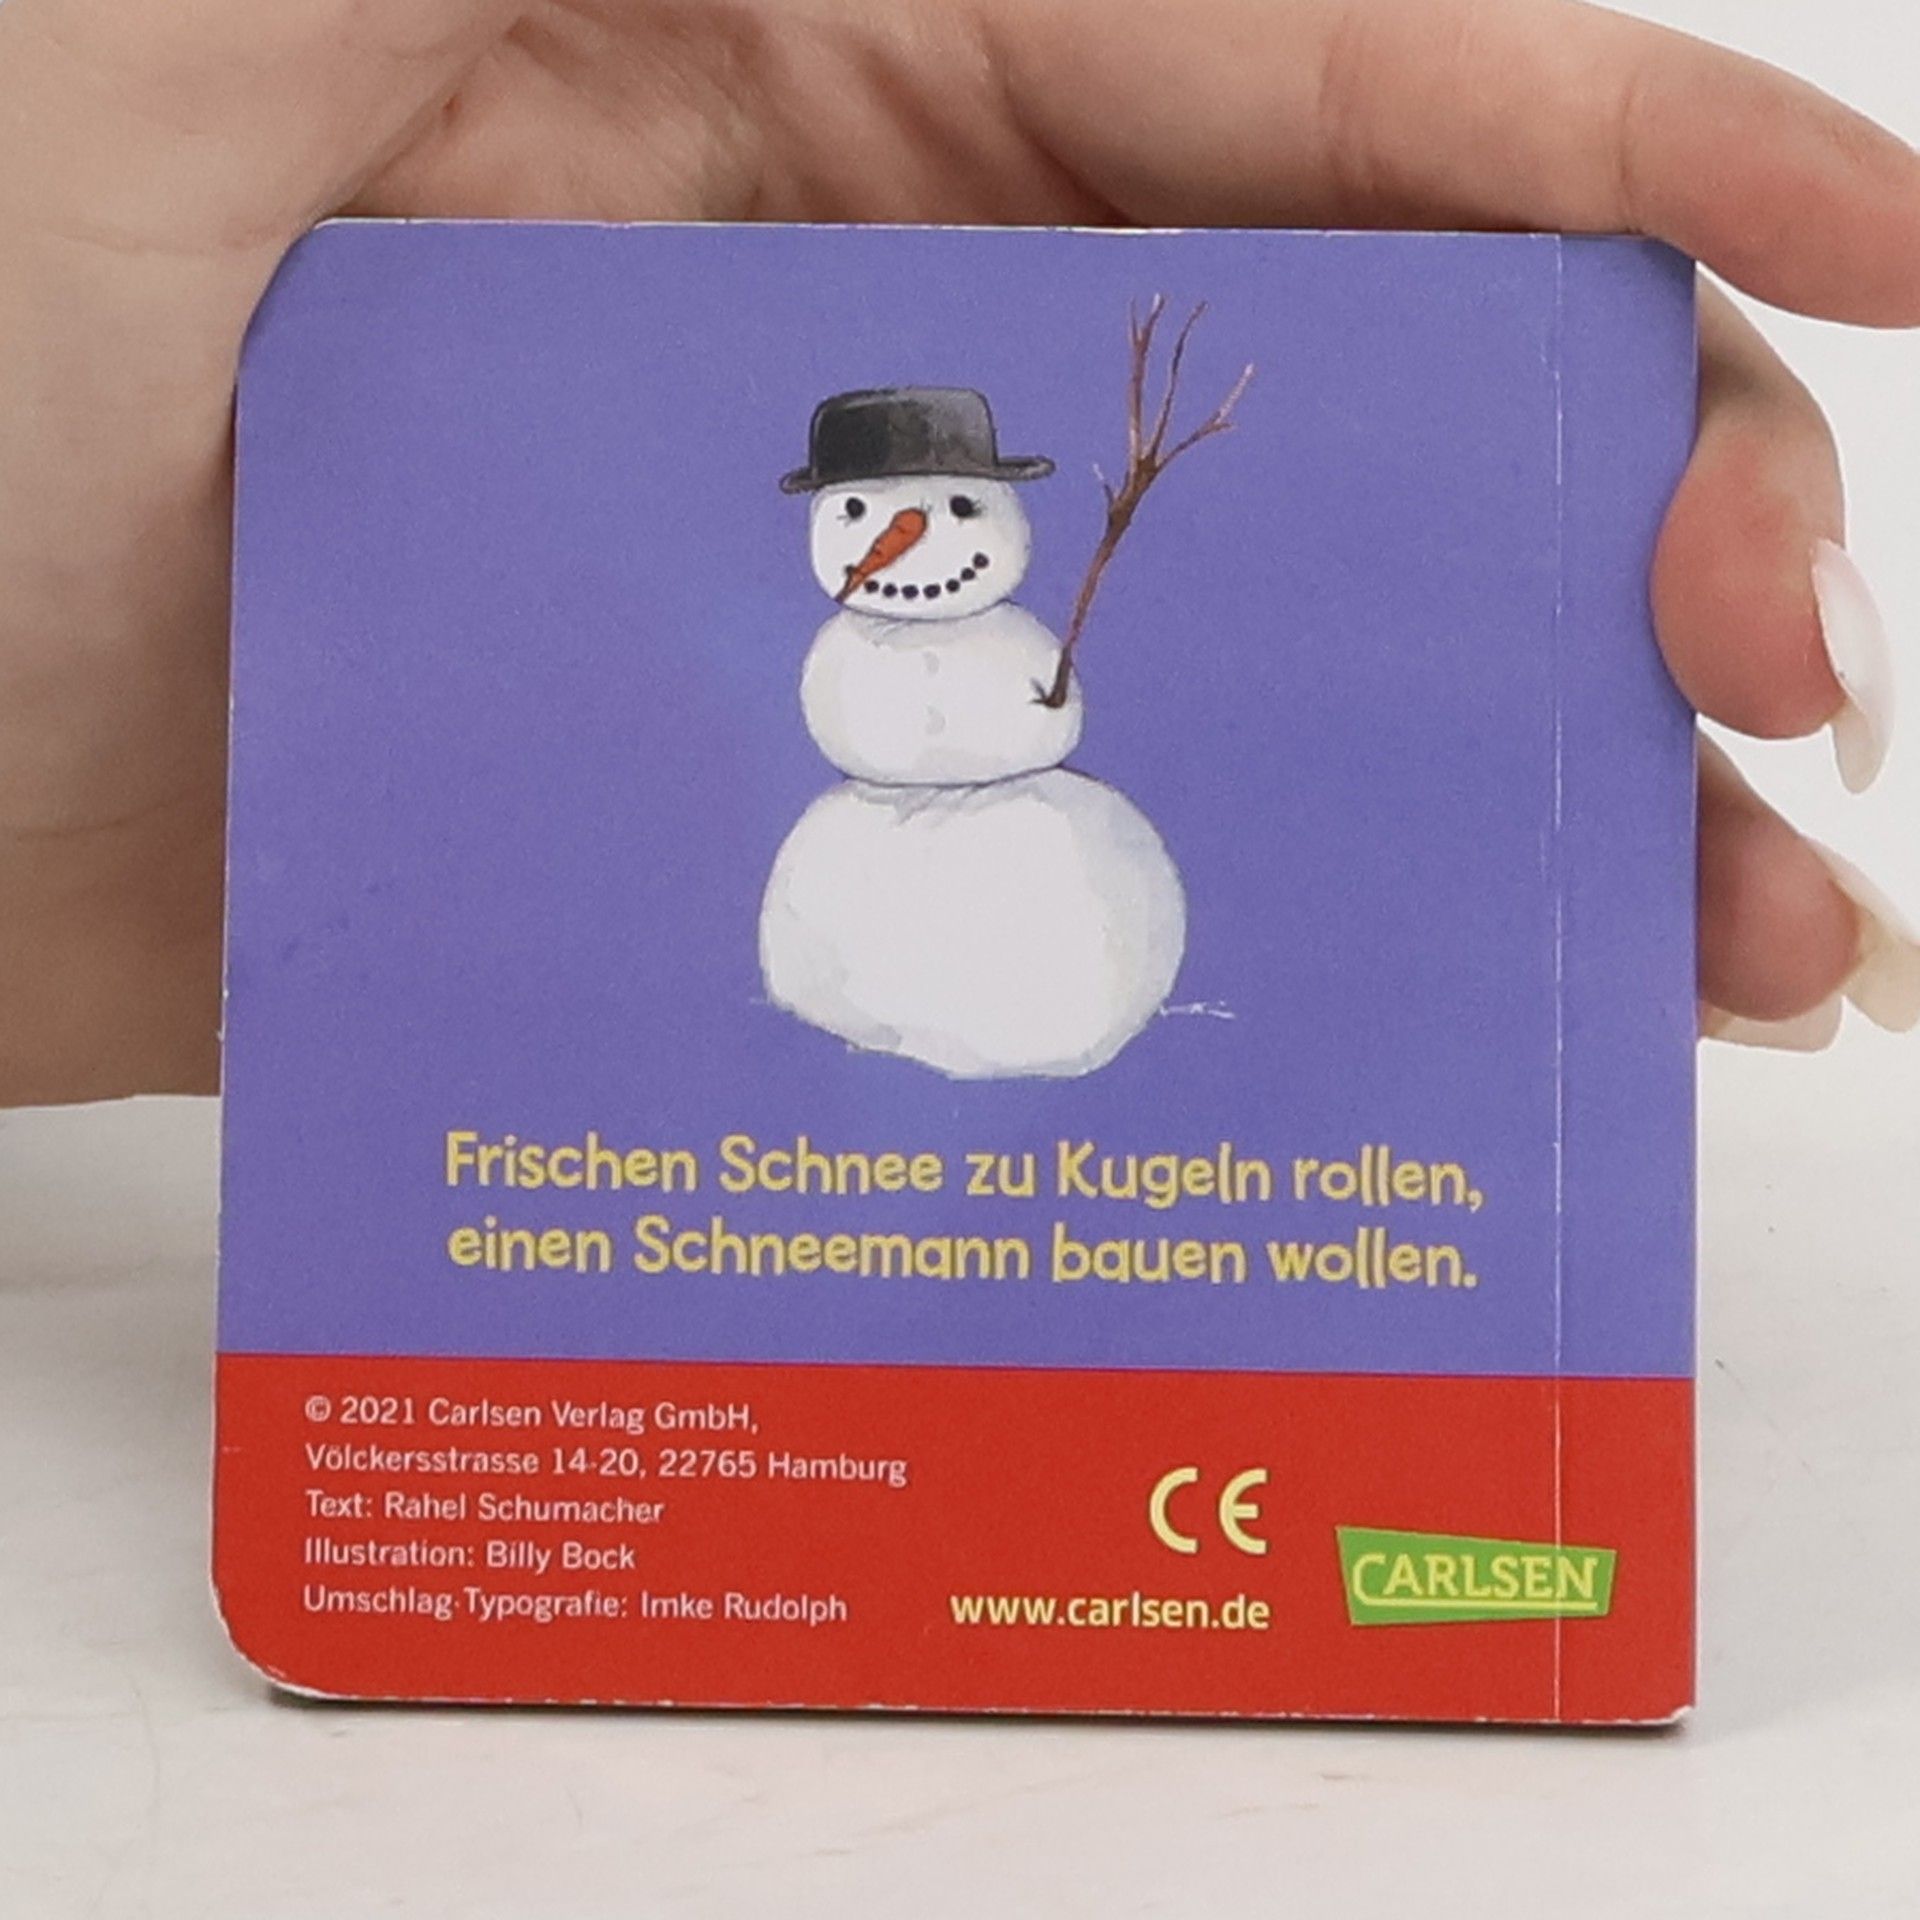 Frischen Schnee zu Kugeln rollen,
einen Schneemann bauen wollen.
© 2021 Carlsen Verlag GmbH,
Völckersstrasse 14-20, 22765 Hamburg
Text: Rahel Schumacher
Illustration: Billy Bock
Umschlag-Typografie: Imke Rudolph
CE
www.carlsen.de
CARLSEN